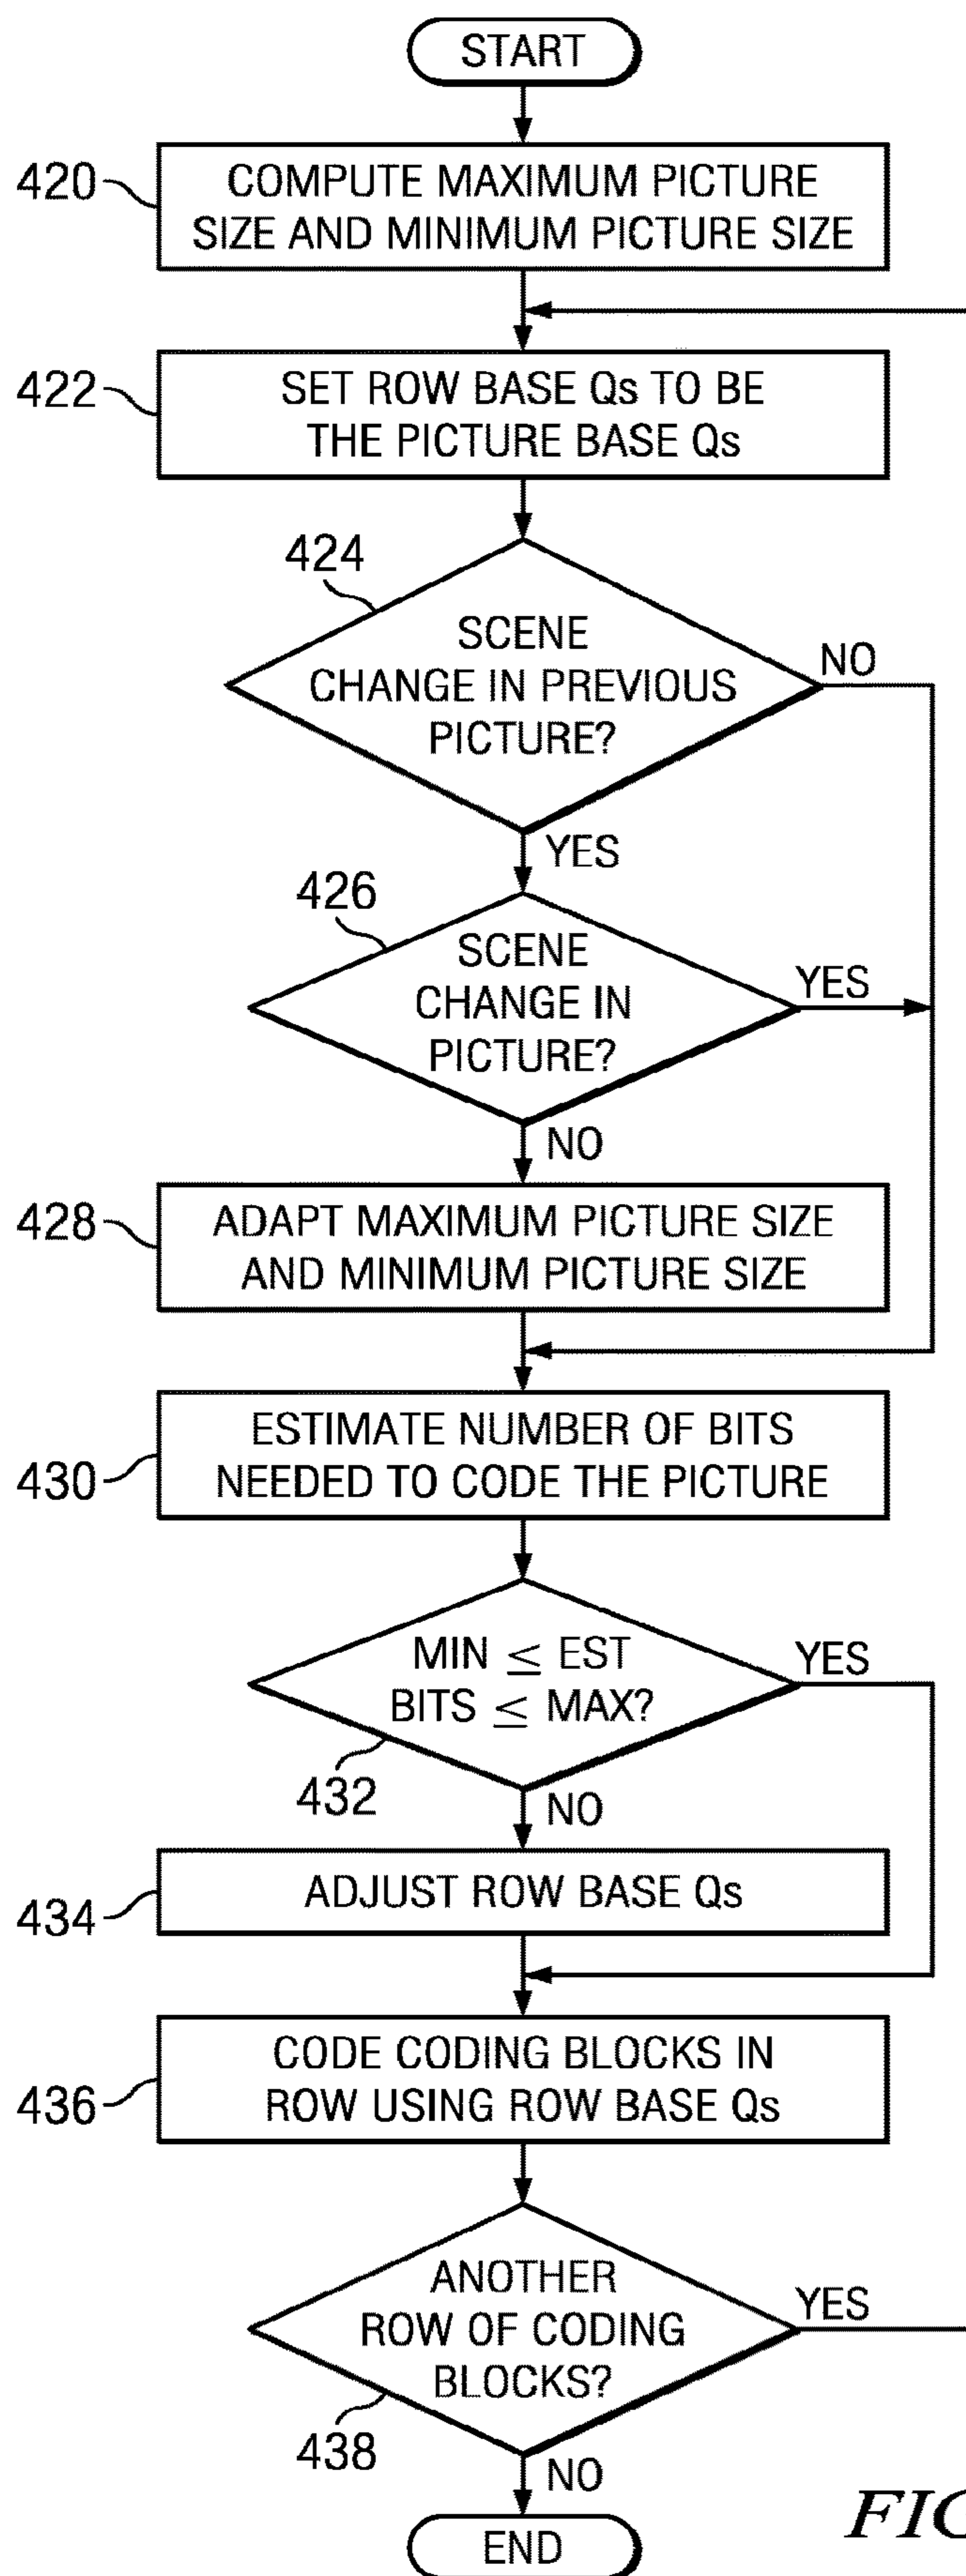 START
420
COMPUTE MAXIMUM PICTURE
SIZE AND MINIMUM PICTURE SIZE
422
SET ROW BASE Qs TO BE
THE PICTURE BASE Qs
424
SCENE
CHANGE IN PREVIOUS
PICTURE?
NO
YES
426
SCENE
CHANGE IN
PICTURE?
YES
NO
428
ADAPT MAXIMUM PICTURE SIZE
AND MINIMUM PICTURE SIZE
430
ESTIMATE NUMBER OF BITS
NEEDED TO CODE THE PICTURE
MIN ≤ EST
BITS ≤ MAX?
YES
432
NO
434
ADJUST ROW BASE Qs
436
CODE CODING BLOCKS IN
ROW USING ROW BASE Qs
ANOTHER
ROW OF CODING
BLOCKS?
YES
438
NO
END